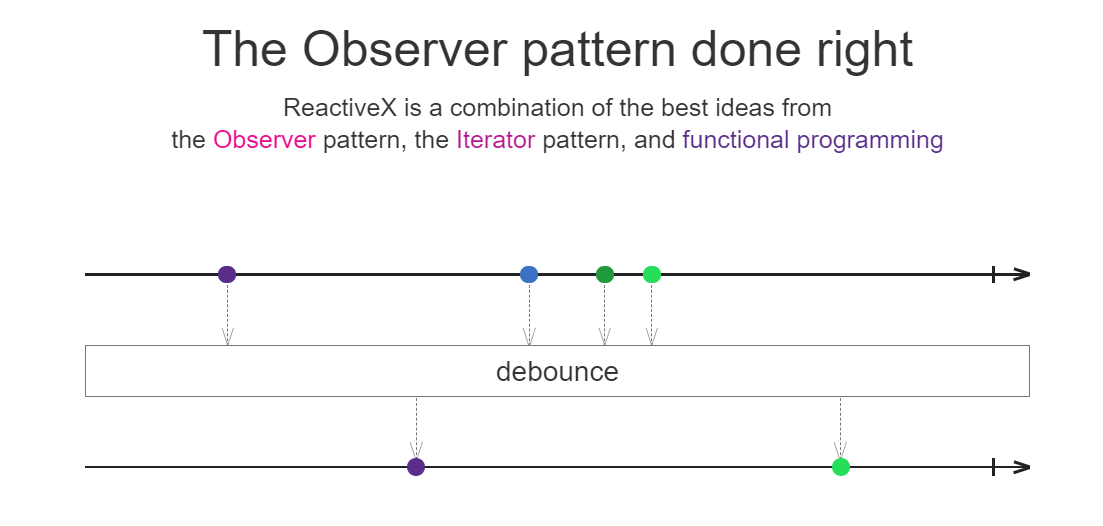 The Observer pattern done right
ReactiveX is a combination of the best ideas from
the Observer pattern, the Iterator pattern, and functional programming
debounce